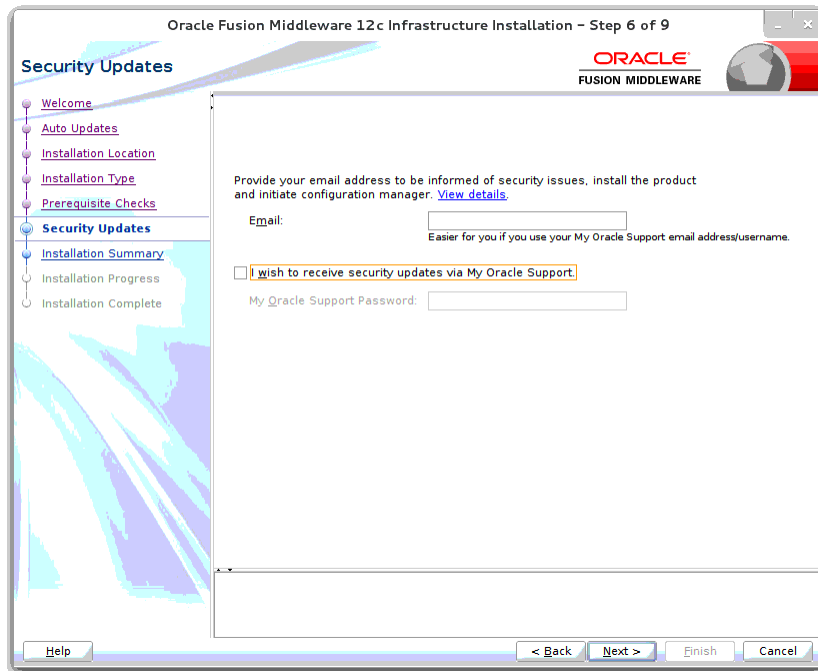 Oracle Fusion Middleware 12c Infrastructure Installation – Step 6 of 9
Security Updates
ORACLE®
FUSION MIDDLEWARE
Welcome
Auto Updates
Installation Location
Installation Type
Prerequisite Checks
Security Updates
Installation Summary
Installation Progress
Installation Complete
Provide your email address to be informed of security issues, install the product
and initiate configuration manager. View details.
Email:
Easier for you if you use your My Oracle Support email address/username.
I wish to receive security updates via My Oracle Support.
My Oracle Support Password:
Help
< Back
Next >
Finish
Cancel